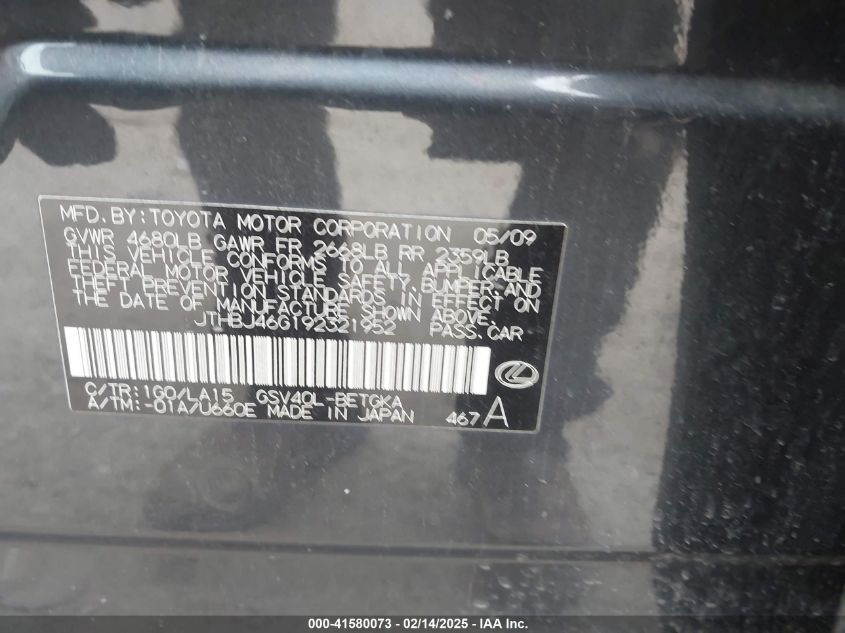 MFD. BY: TOYOTA MOTOR CORPORATION 05/09
GVWR 4680LB GAWR FR 2668LB RR 2359LB
THIS VEHICLE CONFORMS TO ALL APPLICABLE
FEDERAL MOTOR VEHICLE SAFETY, BUMPER, AND
THEFT PREVENTION STANDARDS IN EFFECT ON
THE DATE OF MANUFACTURE SHOWN ABOVE.
JTHBJ46G192321952 PASS. CAR
C/TR: 1G0/LA15 GSV40L-BETGKA
A/TM: -01A/U660E MADE IN JAPAN 467 A
000-41580073 - 02/14/2025 - IAA Holdings, LLC.